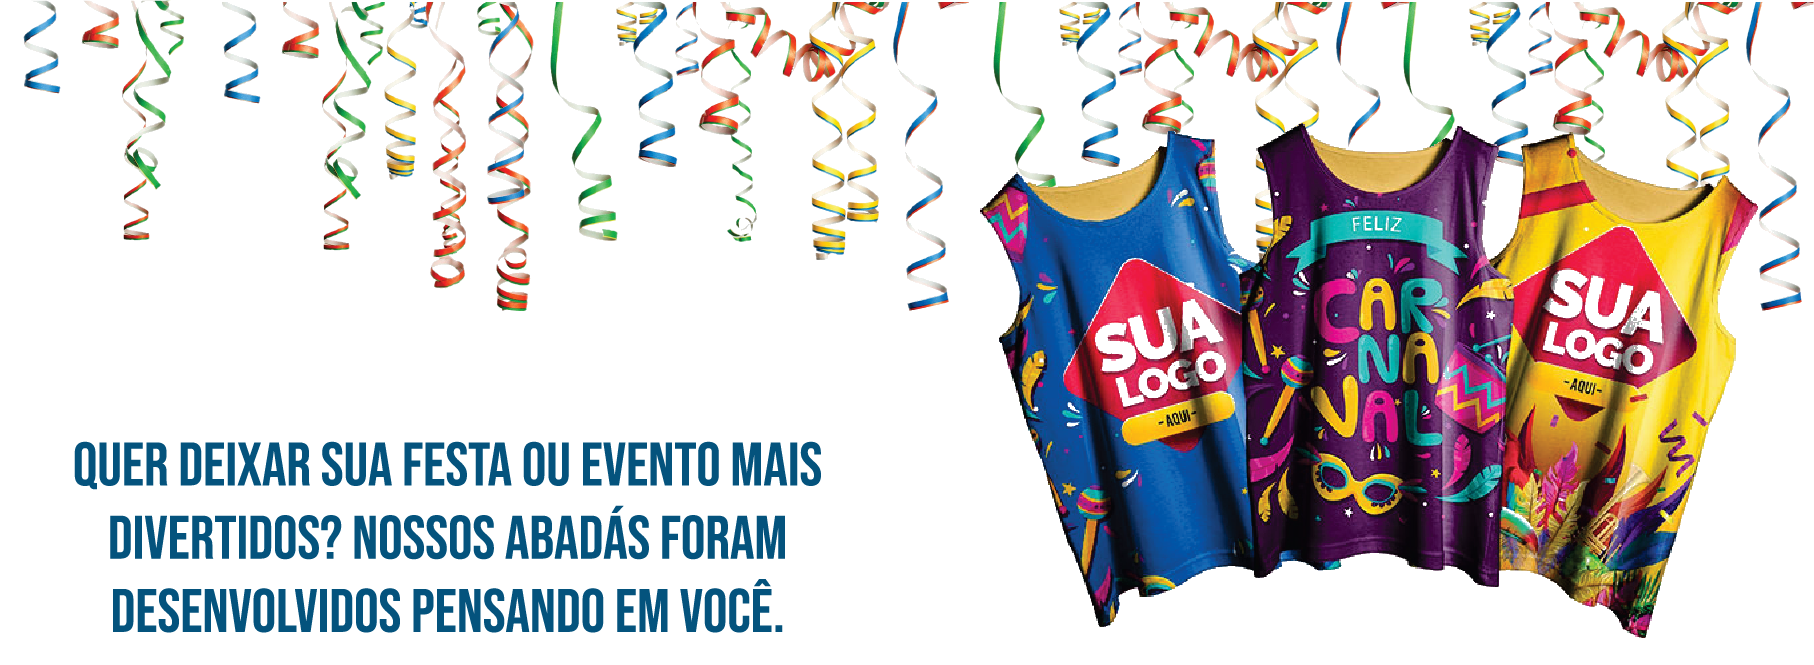 QUER DEIXAR SUA FESTA OU EVENTO MAIS
DIVERTIDOS? NOSSOS ABADÁS FORAM
DESENVOLVIDOS PENSANDO EM VOCÊ.
SUA
LOGO
-AQUI-
FELIZ
CAR
NA
VAL
SUA
LOGO
-AQUI-